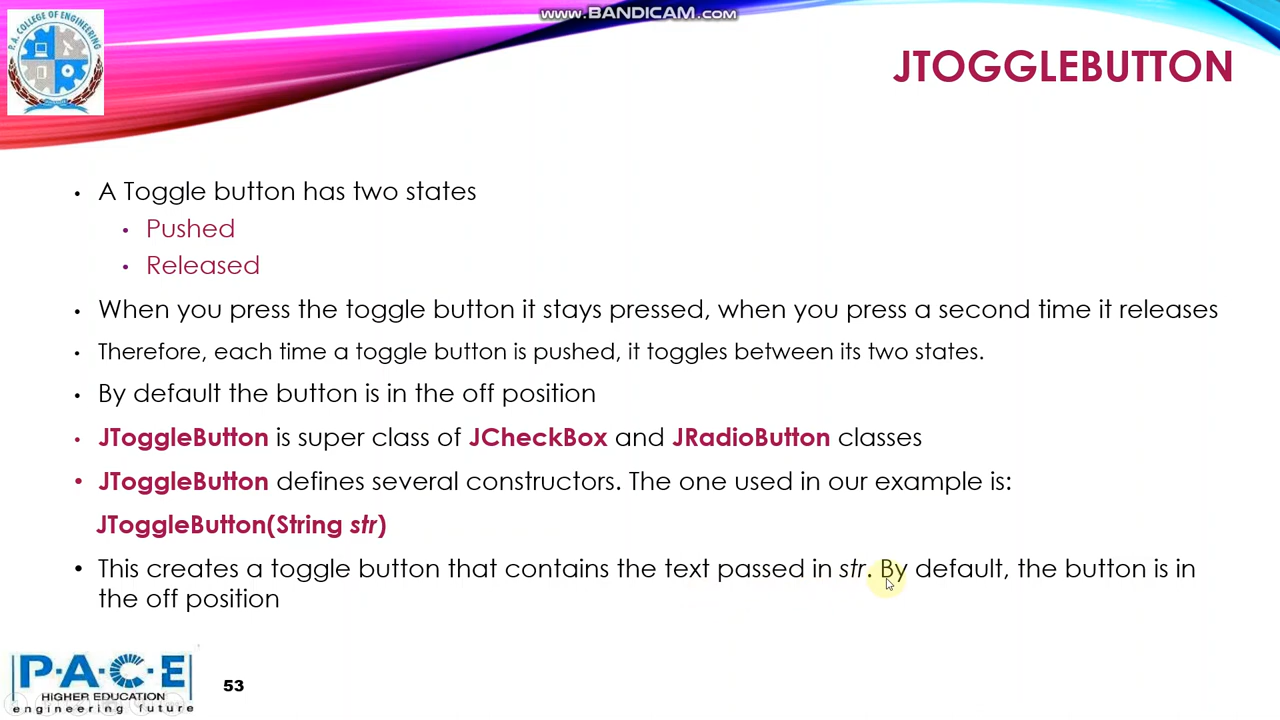 www.BANDICAM.com
JTOGGLEBUTTON
• A Toggle button has two states
• Pushed
• Released
• When you press the toggle button it stays pressed, when you press a second time it releases
• Therefore, each time a toggle button is pushed, it toggles between its two states.
• By default the button is in the off position
• JToggleButton is super class of JCheckBox and JRadioButton classes
• JToggleButton defines several constructors. The one used in our example is:
JToggleButton(String str)
• This creates a toggle button that contains the text passed in str. By default, the button is in
the off position
P·A·C·E
HIGHER EDUCATION
engineering future
53